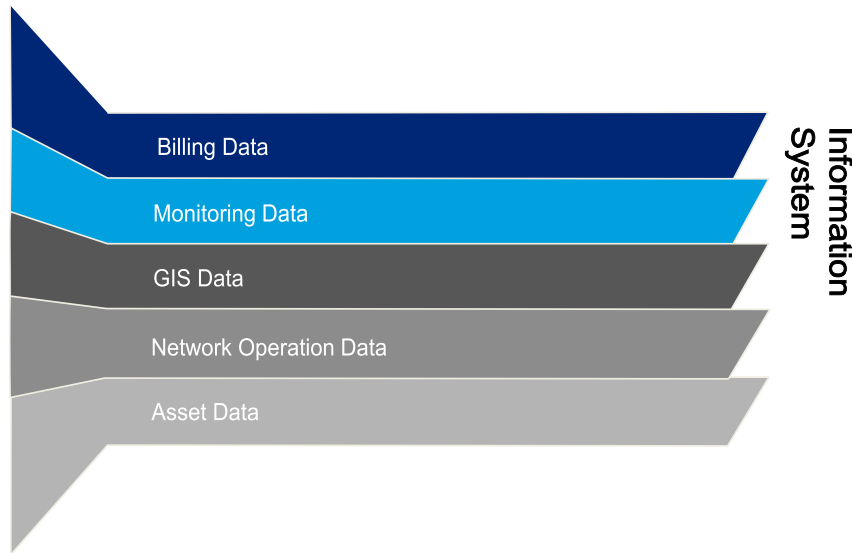 Billing Data
Monitoring Data
GIS Data
Network Operation Data
Asset Data
Information
System